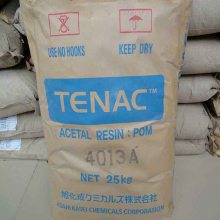 USE NO HOOKS
KEEP DRY
TENAC™
ACETAL RESIN : POM
4013A
NET 25kg
旭化成ケミカルズ株式会社
ASAHI KASEI CHEMICALS CORPORATION